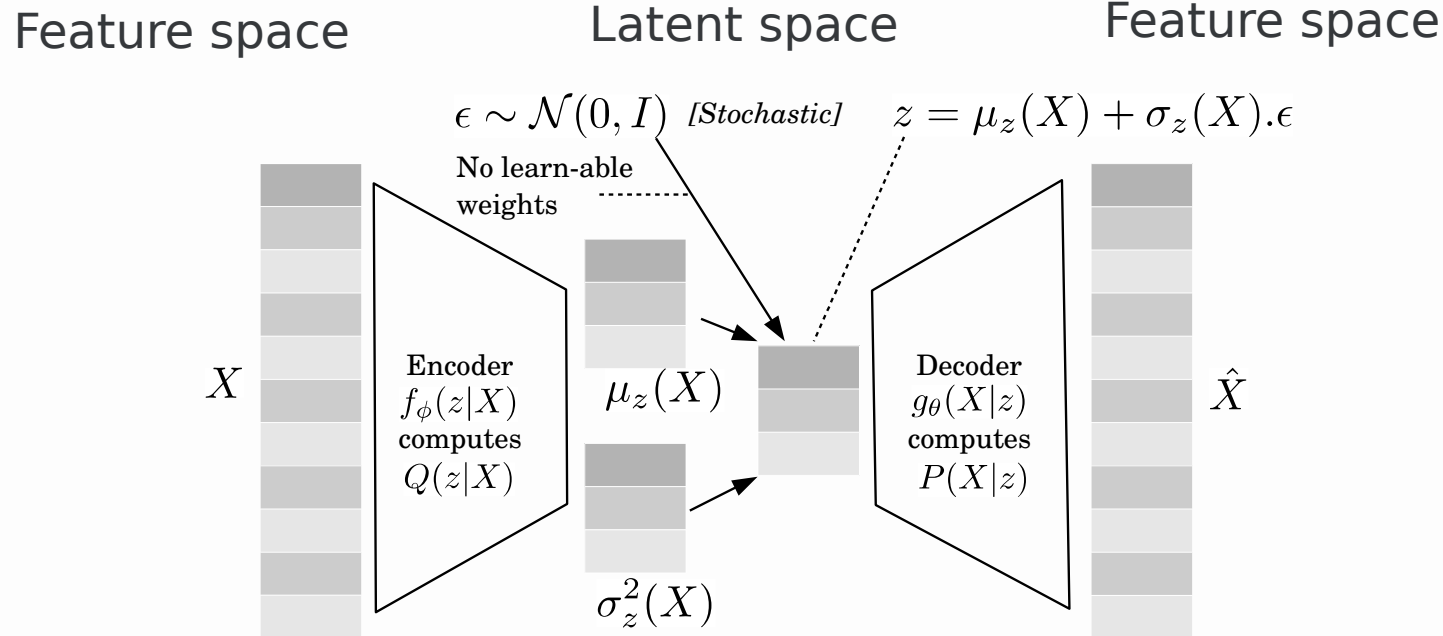 Feature space
Latent space
Feature space
ϵ ∼ 𝒩(0, I) [Stochastic]
z = μ_z(X) + σ_z(X).ϵ
No learn-able
weights
X
Encoder
f_ϕ(z|X)
computes
Q(z|X)
μ_z(X)
σ_z^2(X)
Decoder
g_θ(X|z)
computes
P(X|z)
X̂